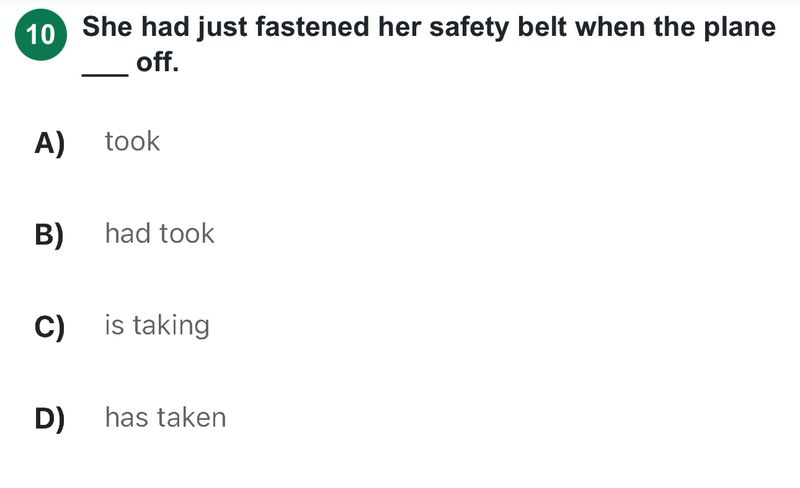 10 She had just fastened her safety belt when the plane
____ off.
A) took
B) had took
C) is taking
D) has taken